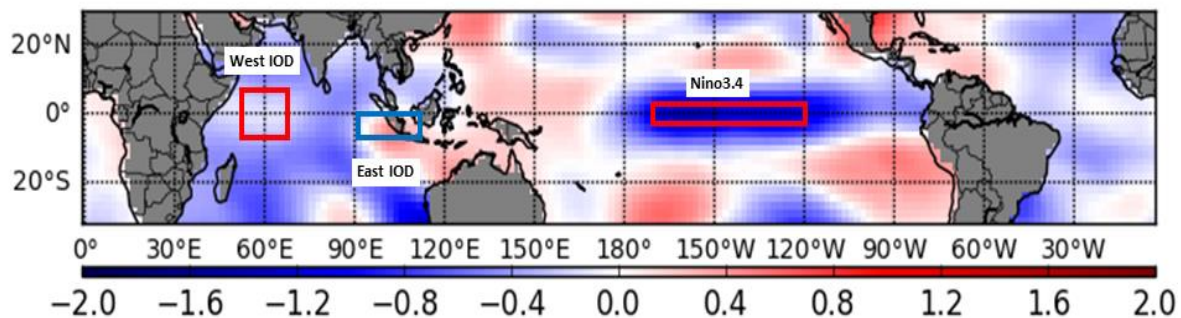 20°N
West IOD
Nino3.4
0°
East IOD
20°S
0° 30°E 60°E 90°E 120°E 150°E 180° 150°W 120°W 90°W 60°W 30°W
−2.0 −1.6 −1.2 −0.8 −0.4 0.0 0.4 0.8 1.2 1.6 2.0